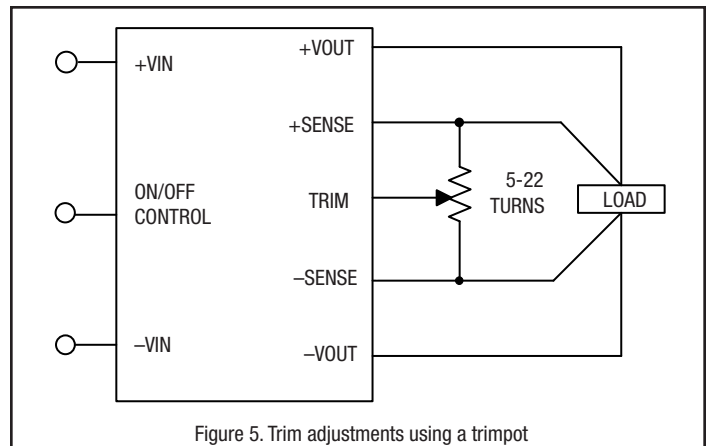 +VIN
ON/OFF
CONTROL
–VIN
+VOUT
+SENSE
TRIM
–SENSE
–VOUT
5-22
TURNS
LOAD
Figure 5. Trim adjustments using a trimpot